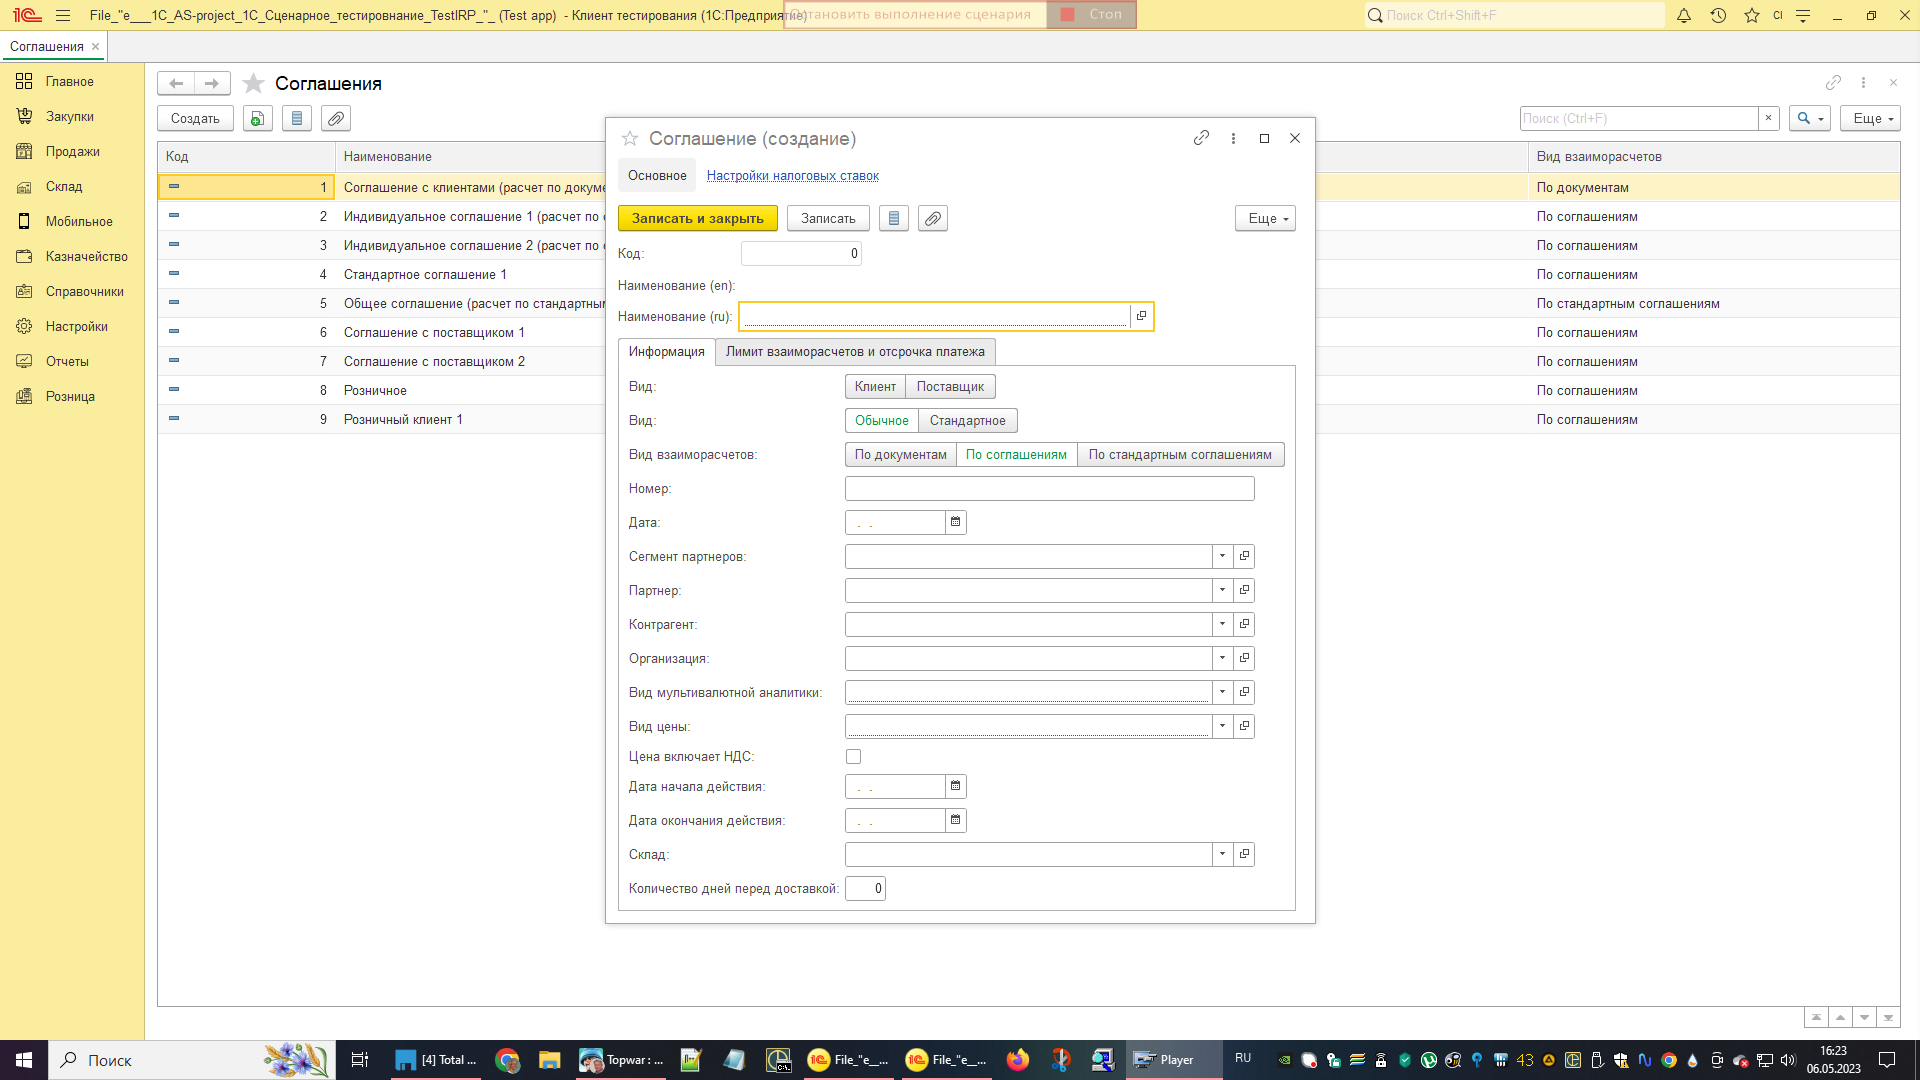 File_"e___1C_AS-project_1C_Сценарное_тестировнание_TestIRP_"_ (Test app) - Клиент тестирования (1С:Предприятие)
Остановить выполнение сценария
Стоп
Поиск Ctrl+Shift+F
CI
Соглашения
Главное
Закупки
Продажи
Склад
Мобильное
Казначейство
Справочники
Настройки
Отчеты
Розница
Соглашения
Создать
Поиск (Ctrl+F)
Еще
Код Наименование Вид взаиморасчетов
1 Соглашение с клиентами (расчет по докуме По документам
2 Индивидуальное соглашение 1 (расчет по с По соглашениям
3 Индивидуальное соглашение 2 (расчет по с По соглашениям
4 Стандартное соглашение 1 По соглашениям
5 Общее соглашение (расчет по стандартны По стандартным соглашениям
6 Соглашение с поставщиком 1 По соглашениям
7 Соглашение с поставщиком 2 По соглашениям
8 Розничное По соглашениям
9 Розничный клиент 1 По соглашениям
Соглашение (создание)
Основное Настройки налоговых ставок
Записать и закрыть Записать Еще
Код: 0
Наименование (en):
Наименование (ru):
Информация Лимит взаиморасчетов и отсрочка платежа
Вид: Клиент Поставщик
Вид: Обычное Стандартное
Вид взаиморасчетов: По документам По соглашениям По стандартным соглашениям
Номер:
Дата: . .
Сегмент партнеров:
Партнер:
Контрагент:
Организация:
Вид мультивалютной аналитики:
Вид цены:
Цена включает НДС:
Дата начала действия: . .
Дата окончания действия: . .
Склад:
Количество дней перед доставкой: 0
Поиск
[4] Total ...
Topwar : ...
File_"e__...
File_"e__...
Player
RU
43
16:23
06.05.2023